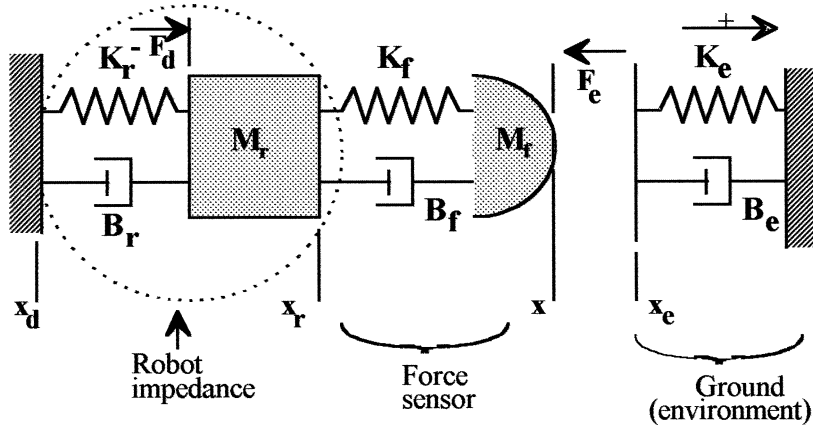 -F_d
+
K_r
K_f
K_e
F_e
M_r
M_f
B_r
B_f
B_e
x_d
x_r
x
x_e
Robot
impedance
Force
sensor
Ground
(environment)